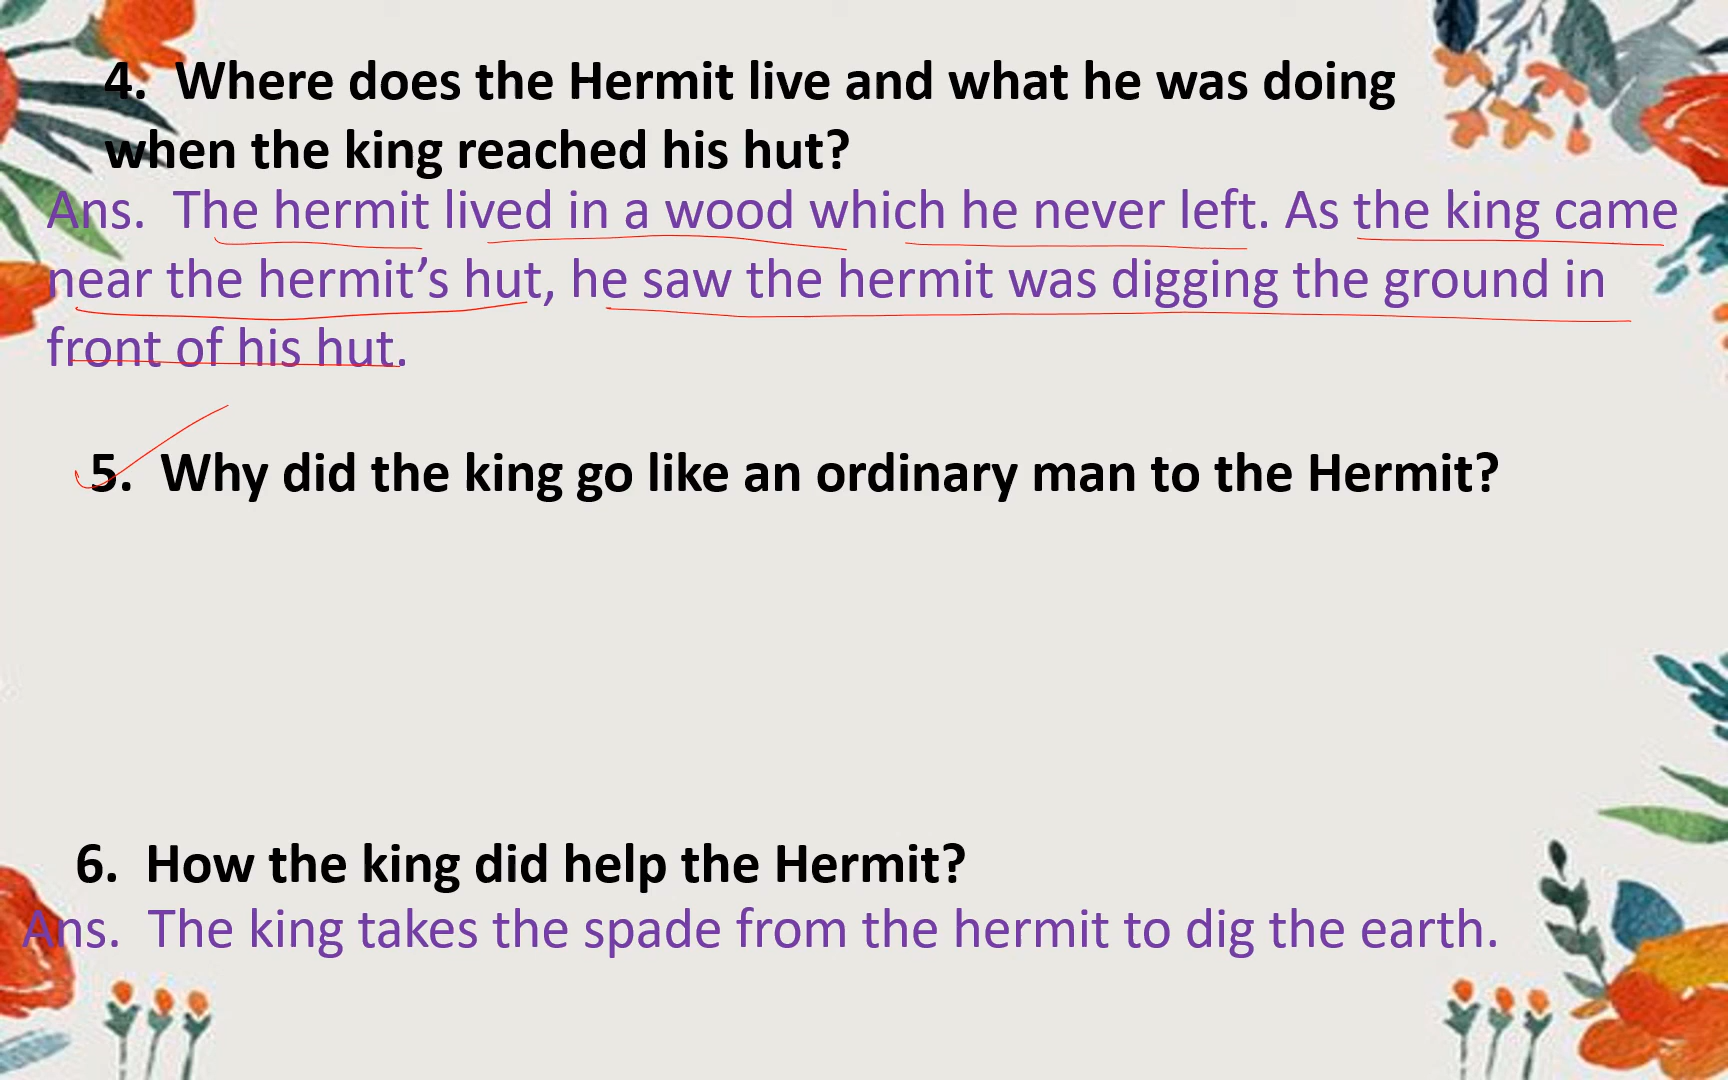 4. Where does the Hermit live and what he was doing
when the king reached his hut?
Ans. The hermit lived in a wood which he never left. As the king came
near the hermit’s hut, he saw the hermit was digging the ground in
front of his hut.
5. Why did the king go like an ordinary man to the Hermit?
6. How the king did help the Hermit?
Ans. The king takes the spade from the hermit to dig the earth.